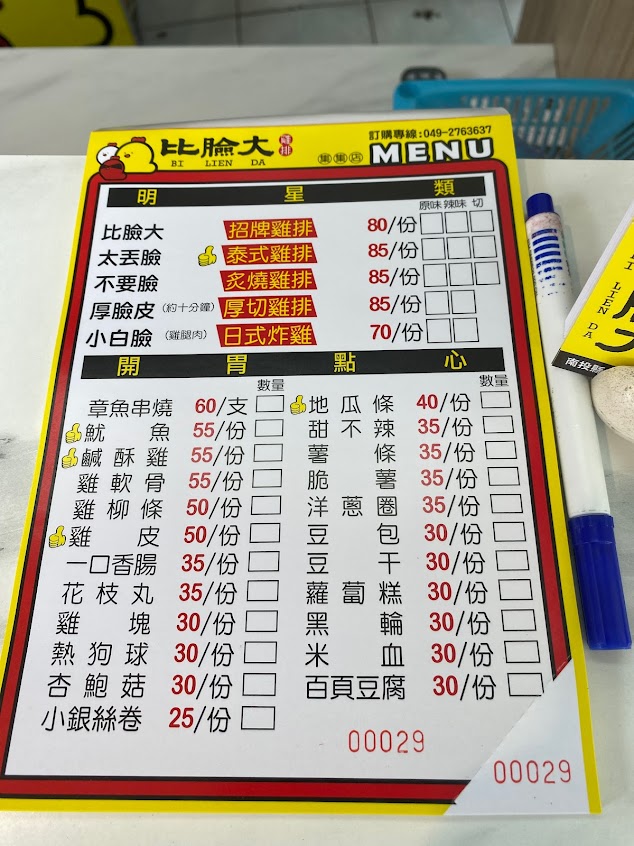 比臉大 雞排
BI LIEN DA
集集店
訂購專線:049-2763637
MENU
明星類
原味 辣味 切
比臉大 招牌雞排 80/份
太丟臉 泰式雞排 85/份
不要臉 炙燒雞排 85/份
厚臉皮 (約十分鐘) 厚切雞排 85/份
小白臉 (雞腿肉) 日式炸雞 70/份
開胃點心
數量
章魚串燒 60/支
魷魚 55/份
鹹酥雞 55/份
雞軟骨 55/份
雞柳條 50/份
雞皮 50/份
一口香腸 35/份
花枝丸 35/份
雞塊 30/份
熱狗球 30/份
杏鮑菇 30/份
小銀絲卷 25/份
數量
地瓜條 40/份
甜不辣 35/份
薯條 35/份
脆薯 35/份
洋蔥圈 35/份
豆包 30/份
豆干 30/份
蘿蔔糕 30/份
黑輪 30/份
米血 30/份
百頁豆腐 30/份
00029
00029
LIEN DA
南投縣